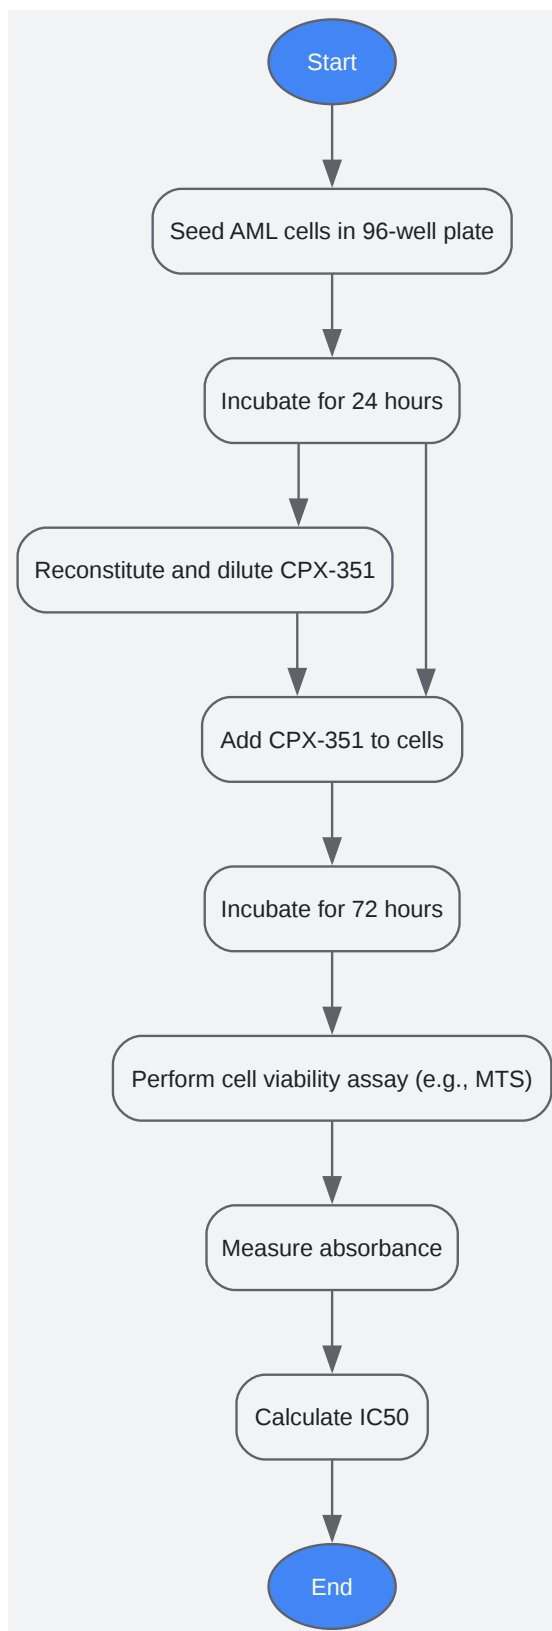 Start
Seed AML cells in 96-well plate
Incubate for 24 hours
Reconstitute and dilute CPX-351
Add CPX-351 to cells
Incubate for 72 hours
Perform cell viability assay (e.g., MTS)
Measure absorbance
Calculate IC50
End